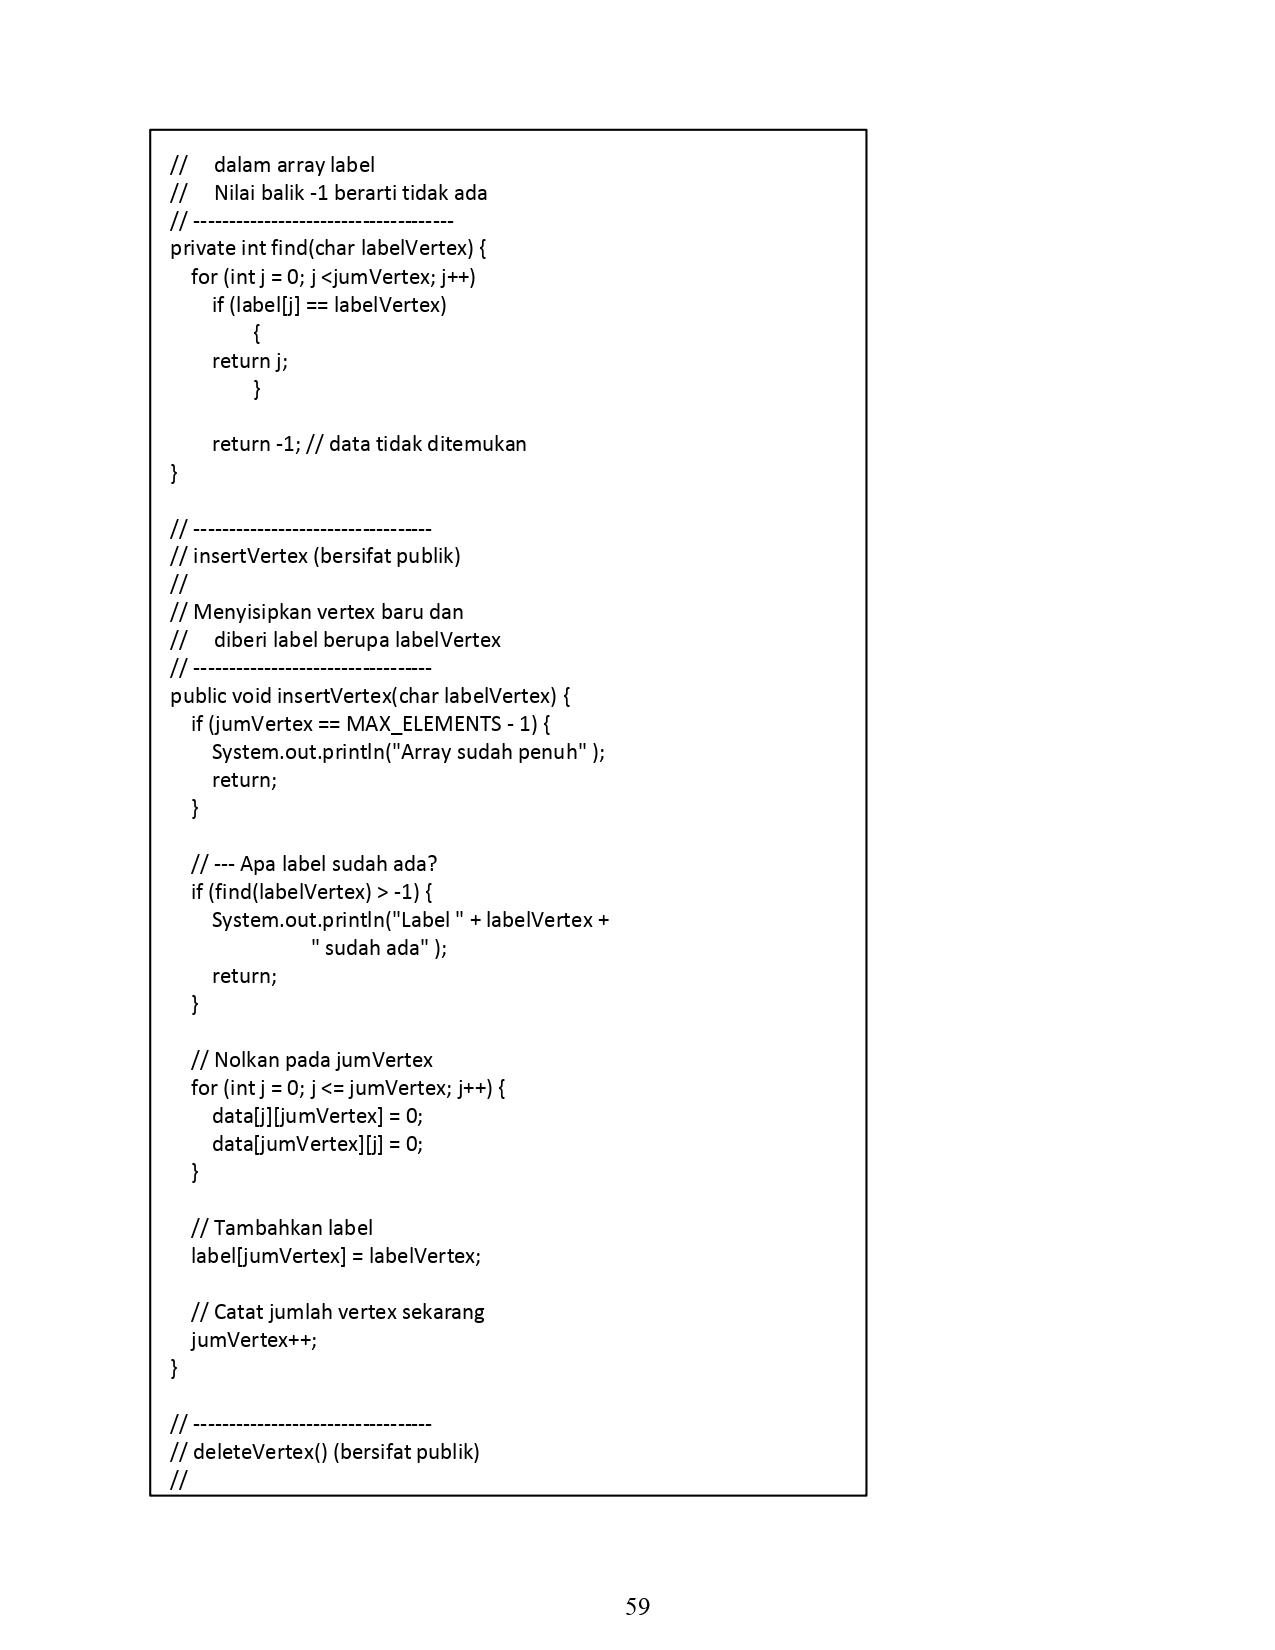 //     dalam array label
//     Nilai balik -1 berarti tidak ada
// -------------------------------------
private int find(char labelVertex) {
    for (int j = 0; j <jumVertex; j++)
        if (label[j] == labelVertex)
                {
        return j;
                }

        return -1; // data tidak ditemukan
}

// ----------------------------------
// insertVertex (bersifat publik)
//
// Menyisipkan vertex baru dan
//     diberi label berupa labelVertex
// ----------------------------------
public void insertVertex(char labelVertex) {
    if (jumVertex == MAX_ELEMENTS - 1) {
        System.out.println("Array sudah penuh" );
        return;
    }

    // --- Apa label sudah ada?
    if (find(labelVertex) > -1) {
        System.out.println("Label " + labelVertex +
                           " sudah ada" );
        return;
    }

    // Nolkan pada jumVertex
    for (int j = 0; j <= jumVertex; j++) {
        data[j][jumVertex] = 0;
        data[jumVertex][j] = 0;
    }

    // Tambahkan label
    label[jumVertex] = labelVertex;

    // Catat jumlah vertex sekarang
    jumVertex++;
}

// ----------------------------------
// deleteVertex() (bersifat publik)
//
59